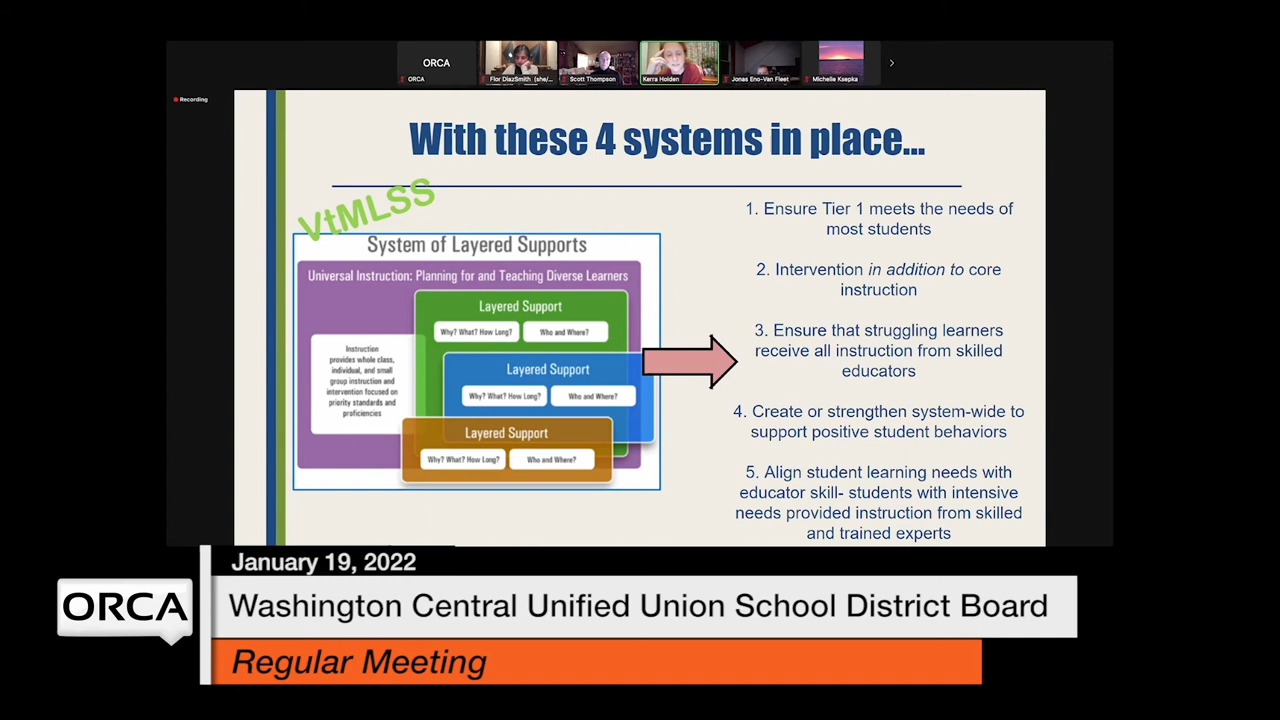 ORCA
ORCA
Flor DiazSmith (she/...
Scott Thompson
Kerra Holden
Jonas Eno-Van Fleet
Michelle Ksepka
Recording
With these 4 systems in place...
VtMLSS
System of Layered Supports
Universal Instruction: Planning for and Teaching Diverse Learners
Layered Support
Why? What? How Long?
Who and Where?
Instruction
provides whole class,
individual, and small
group instruction and
intervention focused on
priority standards and
proficiencies
Layered Support
Why? What? How Long?
Who and Where?
Layered Support
Why? What? How Long?
Who and Where?
1. Ensure Tier 1 meets the needs of
most students
2. Intervention in addition to core
instruction
3. Ensure that struggling learners
receive all instruction from skilled
educators
4. Create or strengthen system-wide to
support positive student behaviors
5. Align student learning needs with
educator skill- students with intensive
needs provided instruction from skilled
and trained experts
January 19, 2022
ORCA
Washington Central Unified Union School District Board
Regular Meeting